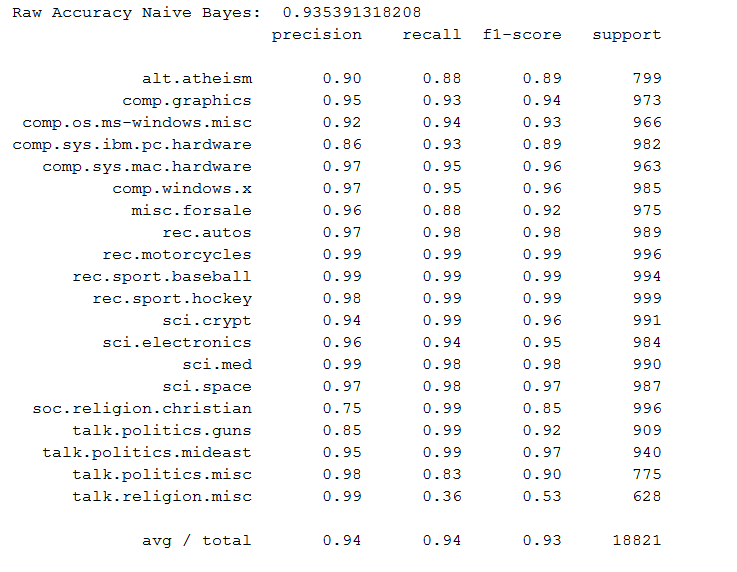 Raw Accuracy Naive Bayes:  0.935391318208
precision    recall  f1-score   support
alt.atheism       0.90      0.88      0.89       799
comp.graphics       0.95      0.93      0.94       973
comp.os.ms-windows.misc       0.92      0.94      0.93       966
comp.sys.ibm.pc.hardware       0.86      0.93      0.89       982
comp.sys.mac.hardware       0.97      0.95      0.96       963
comp.windows.x       0.97      0.95      0.96       985
misc.forsale       0.96      0.88      0.92       975
rec.autos       0.97      0.98      0.98       989
rec.motorcycles       0.99      0.99      0.99       996
rec.sport.baseball       0.99      0.99      0.99       994
rec.sport.hockey       0.98      0.99      0.99       999
sci.crypt       0.94      0.99      0.96       991
sci.electronics       0.96      0.94      0.95       984
sci.med       0.99      0.98      0.98       990
sci.space       0.97      0.98      0.97       987
soc.religion.christian       0.75      0.99      0.85       996
talk.politics.guns       0.85      0.99      0.92       909
talk.politics.mideast       0.95      0.99      0.97       940
talk.politics.misc       0.98      0.83      0.90       775
talk.religion.misc       0.99      0.36      0.53       628
avg / total       0.94      0.94      0.93     18821